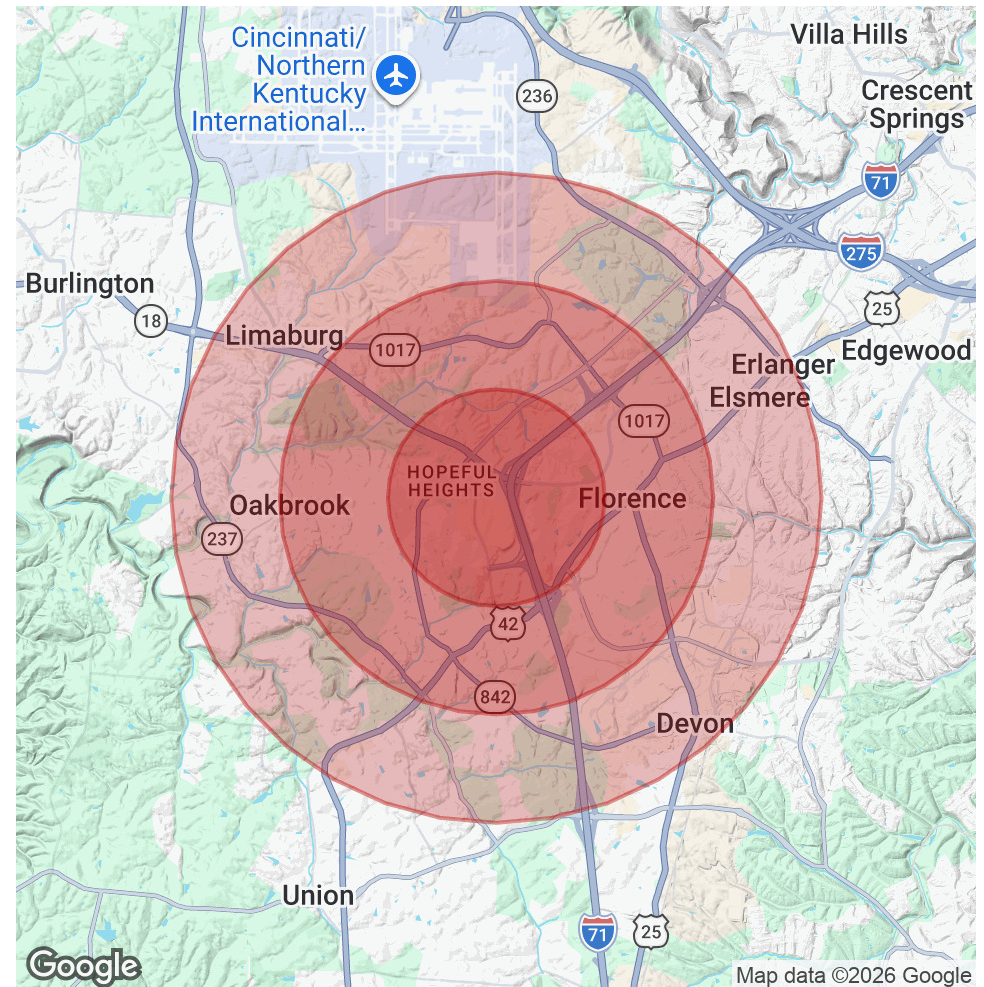 Villa Hills
Cincinnati/
Northern
Kentucky
International...
236
Crescent
Springs
71
275
Burlington
18
25
Limaburg
1017
Edgewood
Erlanger
Elsmere
1017
HOPEFUL
HEIGHTS
Florence
Oakbrook
237
42
842
Devon
Union
71
25
Google
Map data ©2026 Google